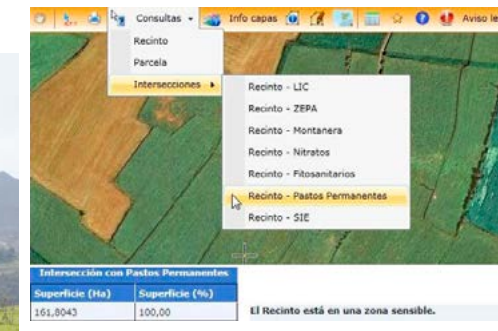 Consultas Info capas Aviso le
Recinto
Parcela
Intersecciones
Recinto - LIC
Recinto - ZEPA
Recinto - Montanera
Recinto - Nitratos
Recinto - Fitosanitarios
Recinto - Pastos Permanentes
Recinto - SIE
Intersección con Pastos Permanentes
Superficie (Ha) Superficie (%)
161,8043 100,00 El Recinto está en una zona sensible.